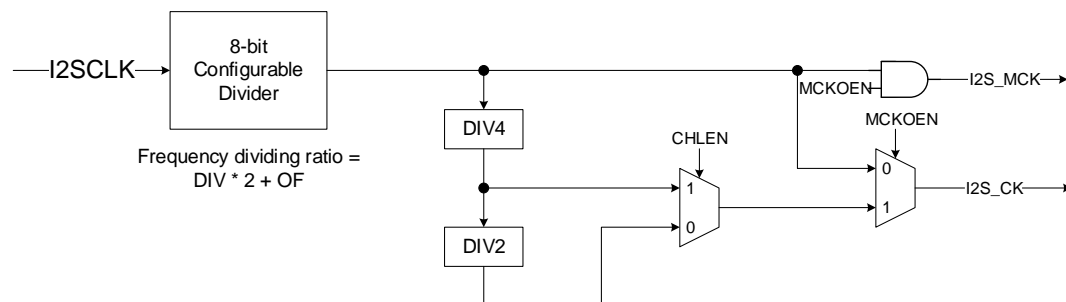 8-bit
Configurable
Divider
I2SCLK
Frequency dividing ratio =
DIV * 2 + OF
DIV4
DIV2
CHLEN
1
0
MCKOEN
I2S_MCK
MCKOEN
0
1
I2S_CK